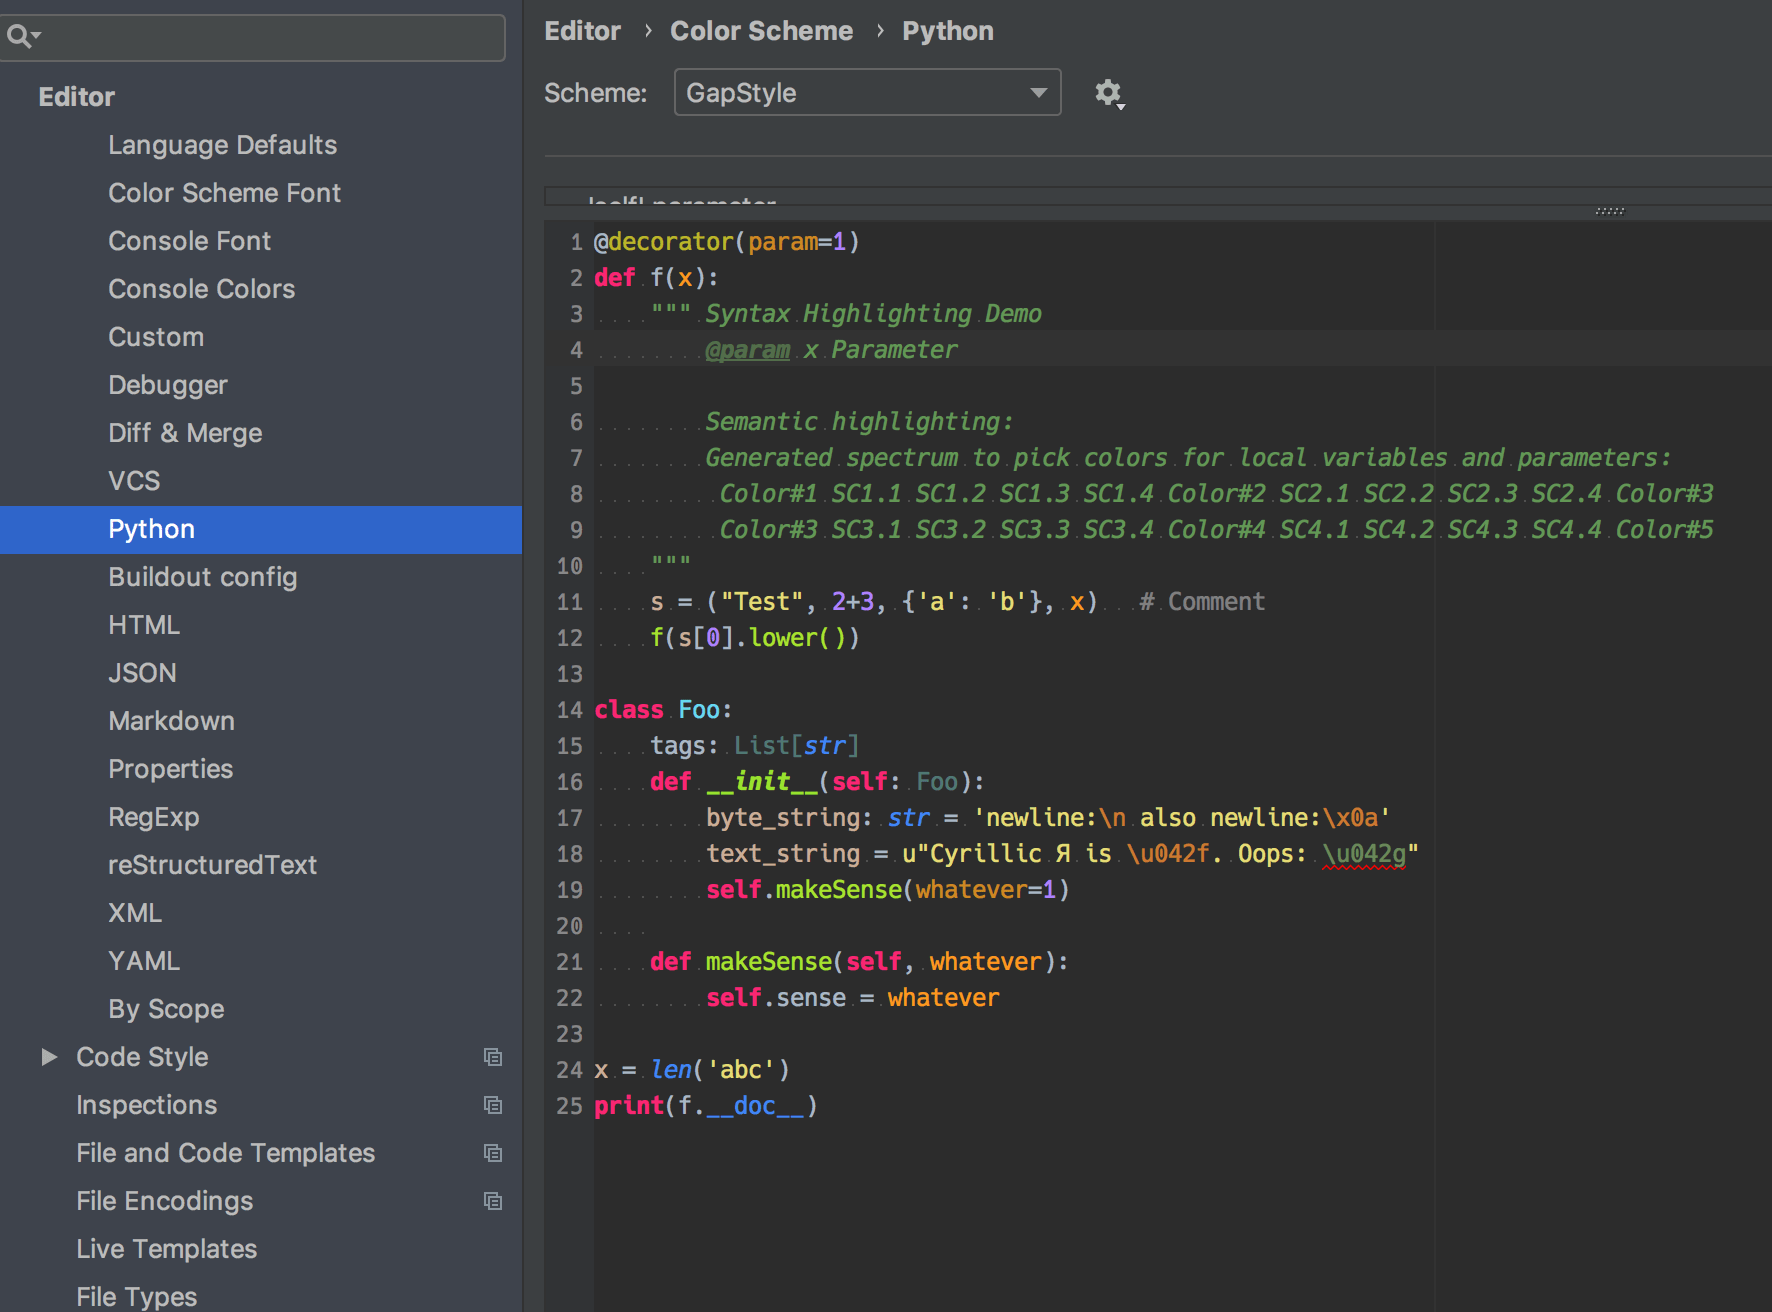 Editor
Language Defaults
Color Scheme Font
Console Font
Console Colors
Custom
Debugger
Diff & Merge
VCS
Python
Buildout config
HTML
JSON
Markdown
Properties
RegExp
reStructuredText
XML
YAML
By Scope
Code Style
Inspections
File and Code Templates
File Encodings
Live Templates
File Types
Editor › Color Scheme › Python
Scheme: GapStyle
1 @decorator(param=1)
2 def f(x):
3     """ Syntax Highlighting Demo
4         @param x Parameter
5
6         Semantic highlighting:
7         Generated spectrum to pick colors for local variables and parameters:
8          Color#1 SC1.1 SC1.2 SC1.3 SC1.4 Color#2 SC2.1 SC2.2 SC2.3 SC2.4 Color#3
9          Color#3 SC3.1 SC3.2 SC3.3 SC3.4 Color#4 SC4.1 SC4.2 SC4.3 SC4.4 Color#5
10     """
11     s = ("Test", 2+3, {'a': 'b'}, x)   # Comment
12     f(s[0].lower())
13
14 class Foo:
15     tags: List[str]
16     def __init__(self: Foo):
17         byte_string: str = 'newline:\n also newline:\x0a'
18         text_string = u"Cyrillic Я is \u042f. Oops: \u042g"
19         self.makeSense(whatever=1)
20
21     def makeSense(self, whatever):
22         self.sense = whatever
23
24 x = len('abc')
25 print(f.__doc__)